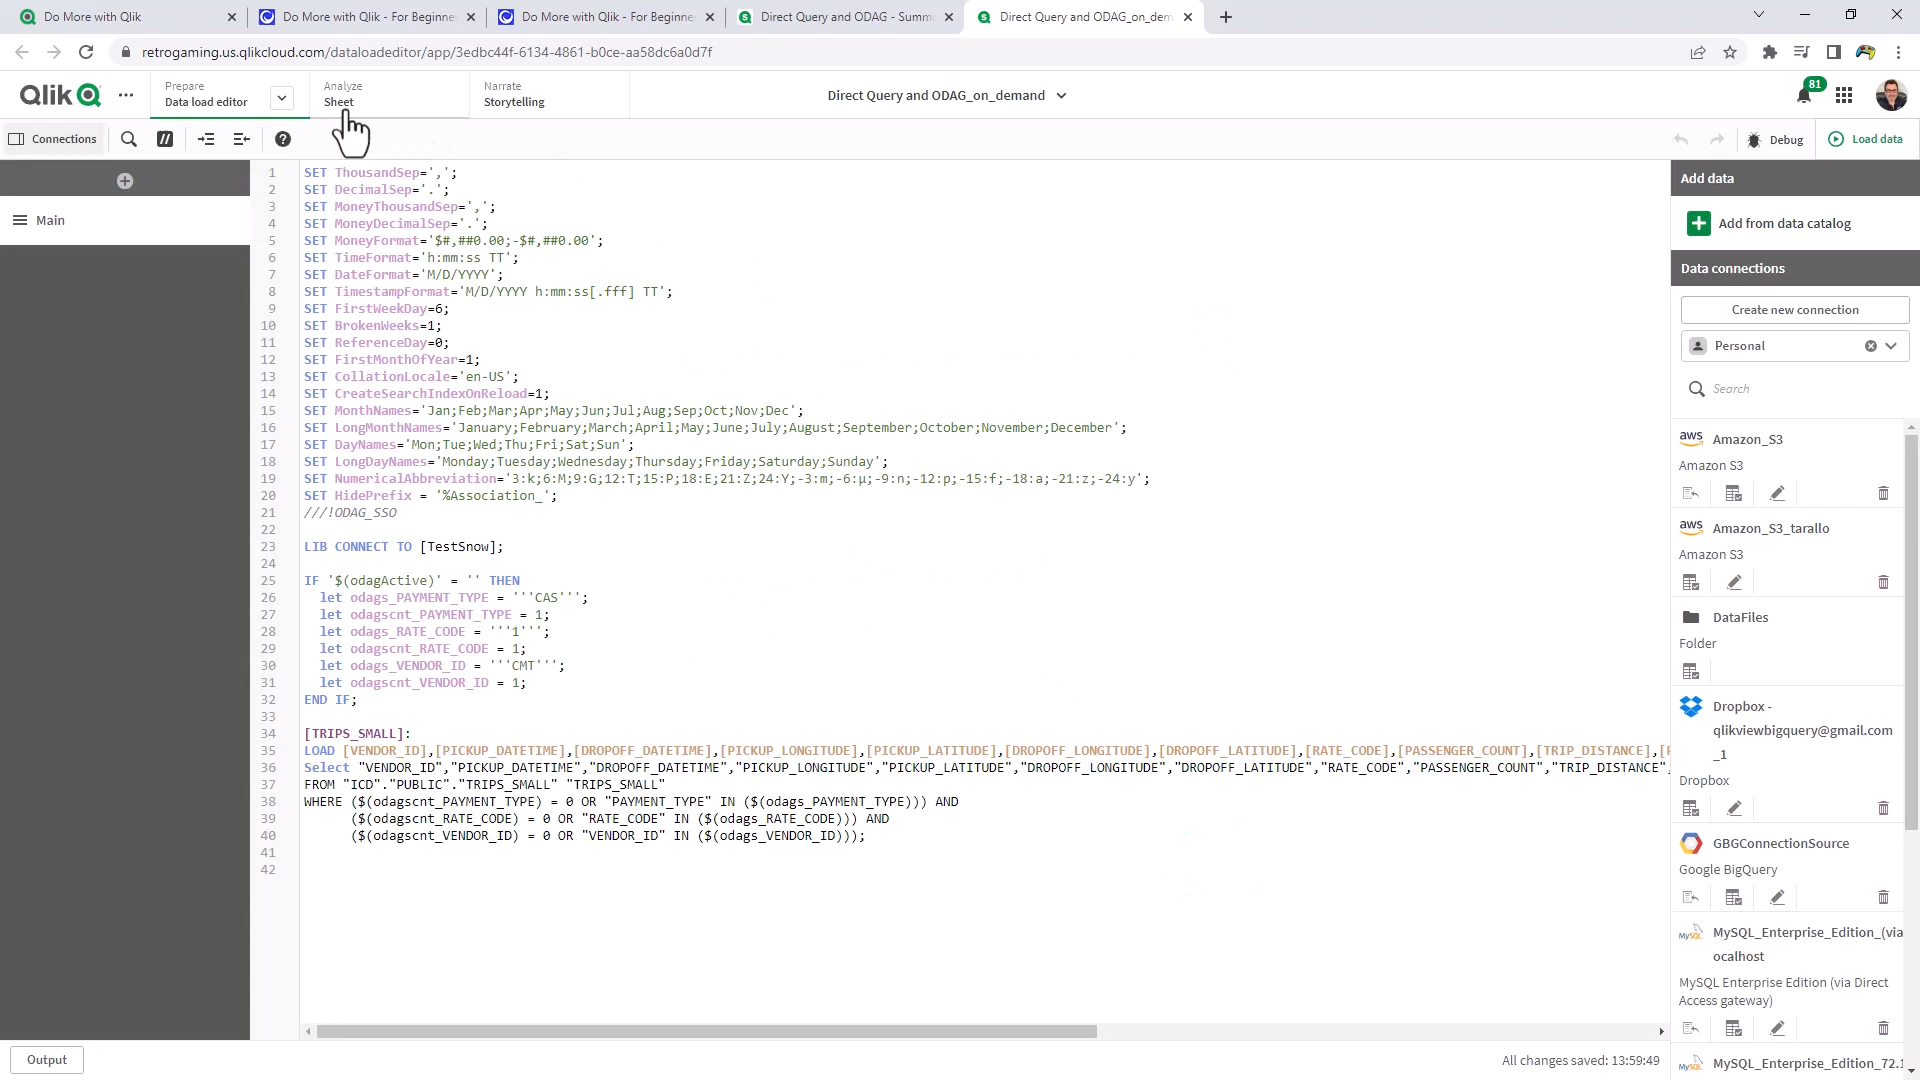 Do More with Qlik
Do More with Qlik - For Beginne
Do More with Qlik - For Beginne
Direct Query and ODAG - Summ
Direct Query and ODAG_on_dem
retrogaming.us.qlikcloud.com/dataloadeditor/app/3edbc44f-6134-4861-b0ce-aa58dc6a0d7f
Qlik
Prepare
Data load editor
Analyze
Sheet
Narrate
Storytelling
Direct Query and ODAG_on_demand
81
Connections
Debug
Load data
Main
1 SET ThousandSep=',';
2 SET DecimalSep='.';
3 SET MoneyThousandSep=',';
4 SET MoneyDecimalSep='.';
5 SET MoneyFormat='$#,##0.00;-$#,##0.00';
6 SET TimeFormat='h:mm:ss TT';
7 SET DateFormat='M/D/YYYY';
8 SET TimestampFormat='M/D/YYYY h:mm:ss[.fff] TT';
9 SET FirstWeekDay=6;
10 SET BrokenWeeks=1;
11 SET ReferenceDay=0;
12 SET FirstMonthOfYear=1;
13 SET CollationLocale='en-US';
14 SET CreateSearchIndexOnReload=1;
15 SET MonthNames='Jan;Feb;Mar;Apr;May;Jun;Jul;Aug;Sep;Oct;Nov;Dec';
16 SET LongMonthNames='January;February;March;April;May;June;July;August;September;October;November;December';
17 SET DayNames='Mon;Tue;Wed;Thu;Fri;Sat;Sun';
18 SET LongDayNames='Monday;Tuesday;Wednesday;Thursday;Friday;Saturday;Sunday';
19 SET NumericalAbbreviation='3:k;6:M;9:G;12:T;15:P;18:E;21:Z;24:Y;-3:m;-6:μ;-9:n;-12:p;-15:f;-18:a;-21:z;-24:y';
20 SET HidePrefix = '%Association_';
21 ///!ODAG_SSO
22
23 LIB CONNECT TO [TestSnow];
24
25 IF '$(odagActive)' = '' THEN
26 let odags_PAYMENT_TYPE = '''CAS''';
27 let odagscnt_PAYMENT_TYPE = 1;
28 let odags_RATE_CODE = '''1''';
29 let odagscnt_RATE_CODE = 1;
30 let odags_VENDOR_ID = '''CMT''';
31 let odagscnt_VENDOR_ID = 1;
32 END IF;
33
34 [TRIPS_SMALL]:
35 LOAD [VENDOR_ID],[PICKUP_DATETIME],[DROPOFF_DATETIME],[PICKUP_LONGITUDE],[PICKUP_LATITUDE],[DROPOFF_LONGITUDE],[DROPOFF_LATITUDE],[RATE_CODE],[PASSENGER_COUNT],[TRIP_DISTANCE],[
36 Select "VENDOR_ID","PICKUP_DATETIME","DROPOFF_DATETIME","PICKUP_LONGITUDE","PICKUP_LATITUDE","DROPOFF_LONGITUDE","DROPOFF_LATITUDE","RATE_CODE","PASSENGER_COUNT","TRIP_DISTANCE",
37 FROM "ICD"."PUBLIC"."TRIPS_SMALL" "TRIPS_SMALL"
38 WHERE ($(odagscnt_PAYMENT_TYPE) = 0 OR "PAYMENT_TYPE" IN ($(odags_PAYMENT_TYPE))) AND
39 ($(odagscnt_RATE_CODE) = 0 OR "RATE_CODE" IN ($(odags_RATE_CODE))) AND
40 ($(odagscnt_VENDOR_ID) = 0 OR "VENDOR_ID" IN ($(odags_VENDOR_ID)));
41
42
Add data
Add from data catalog
Data connections
Create new connection
Personal
Search
aws Amazon_S3
Amazon S3
aws Amazon_S3_tarallo
Amazon S3
DataFiles
Folder
Dropbox -
qlikviewbigquery@gmail.com
_1
Dropbox
GBGConnectionSource
Google BigQuery
MySQL MySQL_Enterprise_Edition_(via
ocalhost
MySQL Enterprise Edition (via Direct
Access gateway)
MySQL MySQL_Enterprise_Edition_72.1
Output
All changes saved: 13:59:49